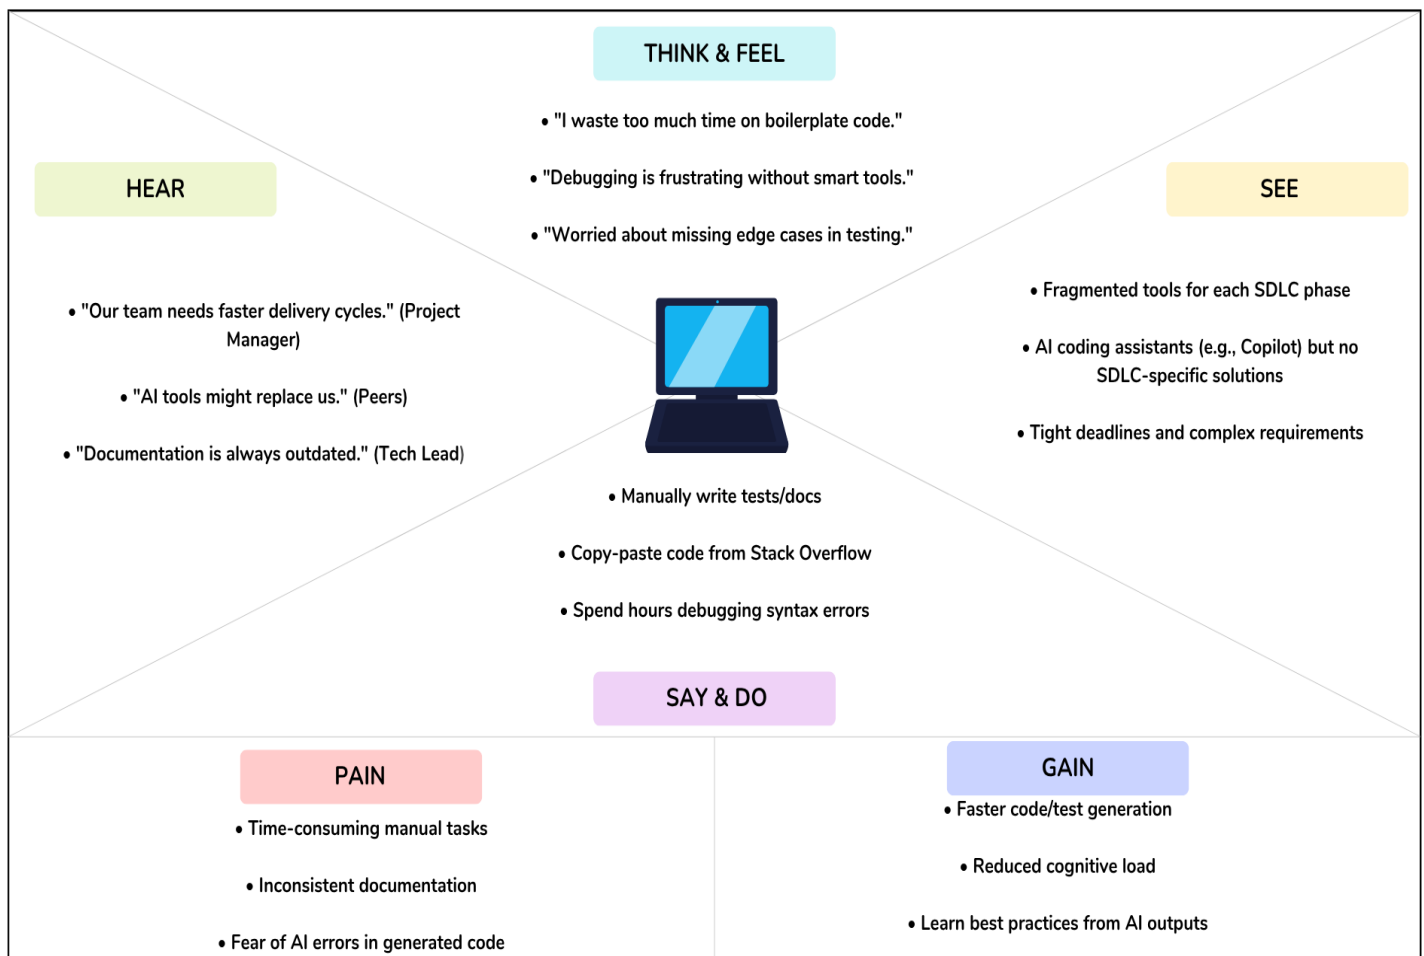 THINK & FEEL
• "I waste too much time on boilerplate code."
• "Debugging is frustrating without smart tools."
• "Worried about missing edge cases in testing."
HEAR
• "Our team needs faster delivery cycles." (Project
Manager)
• "AI tools might replace us." (Peers)
• "Documentation is always outdated." (Tech Lead)
SEE
• Fragmented tools for each SDLC phase
• AI coding assistants (e.g., Copilot) but no
SDLC-specific solutions
• Tight deadlines and complex requirements
• Manually write tests/docs
• Copy-paste code from Stack Overflow
• Spend hours debugging syntax errors
SAY & DO
PAIN
• Time-consuming manual tasks
• Inconsistent documentation
• Fear of AI errors in generated code
GAIN
• Faster code/test generation
• Reduced cognitive load
• Learn best practices from AI outputs